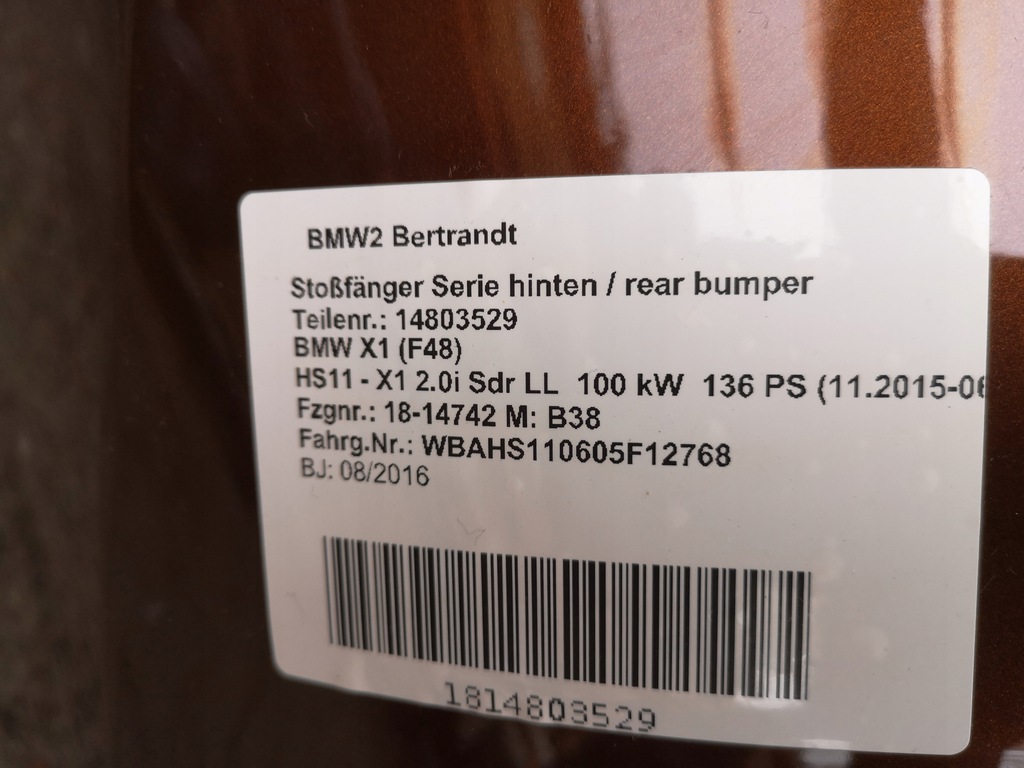 BMW2 Bertrandt
Stoßfänger Serie hinten / rear bumper
Teilenr.: 14803529
BMW X1 (F48)
HS11 - X1 2.0i Sdr LL 100 kW 136 PS (11.2015-06
Fzgnr.: 18-14742 M: B38
Fahrg.Nr.: WBAHS110605F12768
BJ: 08/2016
1814803529